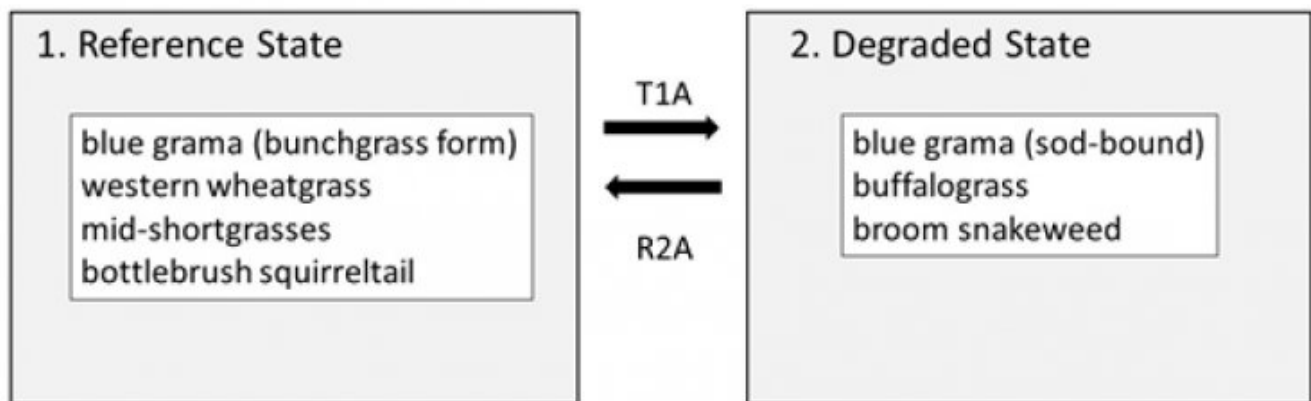 1. Reference State
blue grama (bunchgrass form)
western wheatgrass
mid-shortgrasses
bottlebrush squirreltail
T1A
R2A
2. Degraded State
blue grama (sod-bound)
buffalograss
broom snakeweed